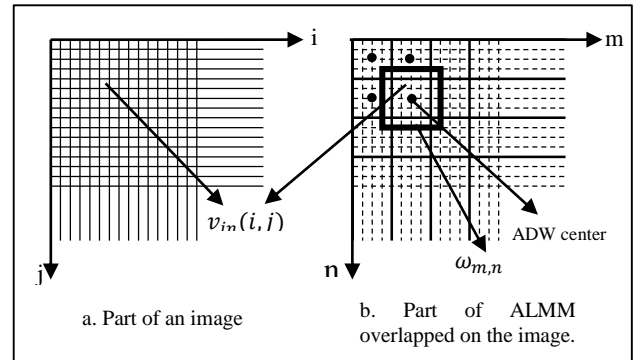 i
m
v_in(i, j)
ADW center
ω_m,n
j
n
a. Part of an image
b. Part of ALMM
overlapped on the image.